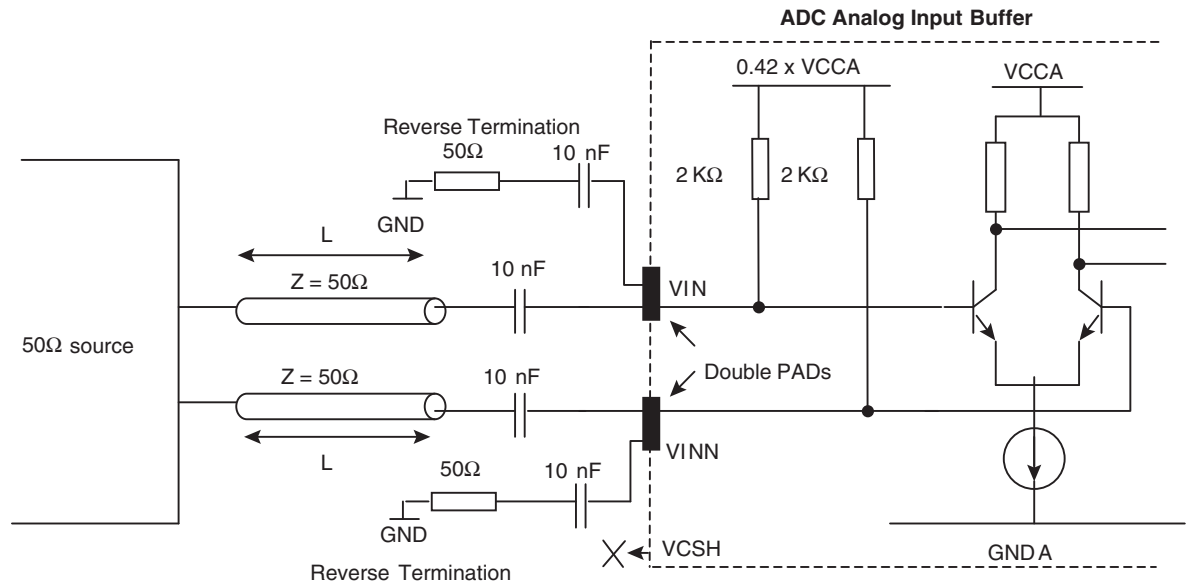 ADC Analog Input Buffer
0.42 x VCCA
VCCA
Reverse Termination
50Ω
10 nF
2 KΩ
2 KΩ
GND
L
10 nF
Z = 50Ω
VIN
50Ω source
Double PADs
Z = 50Ω
10 nF
L
VINN
50Ω
10 nF
GND
VCSH
GNDA
Reverse Termination